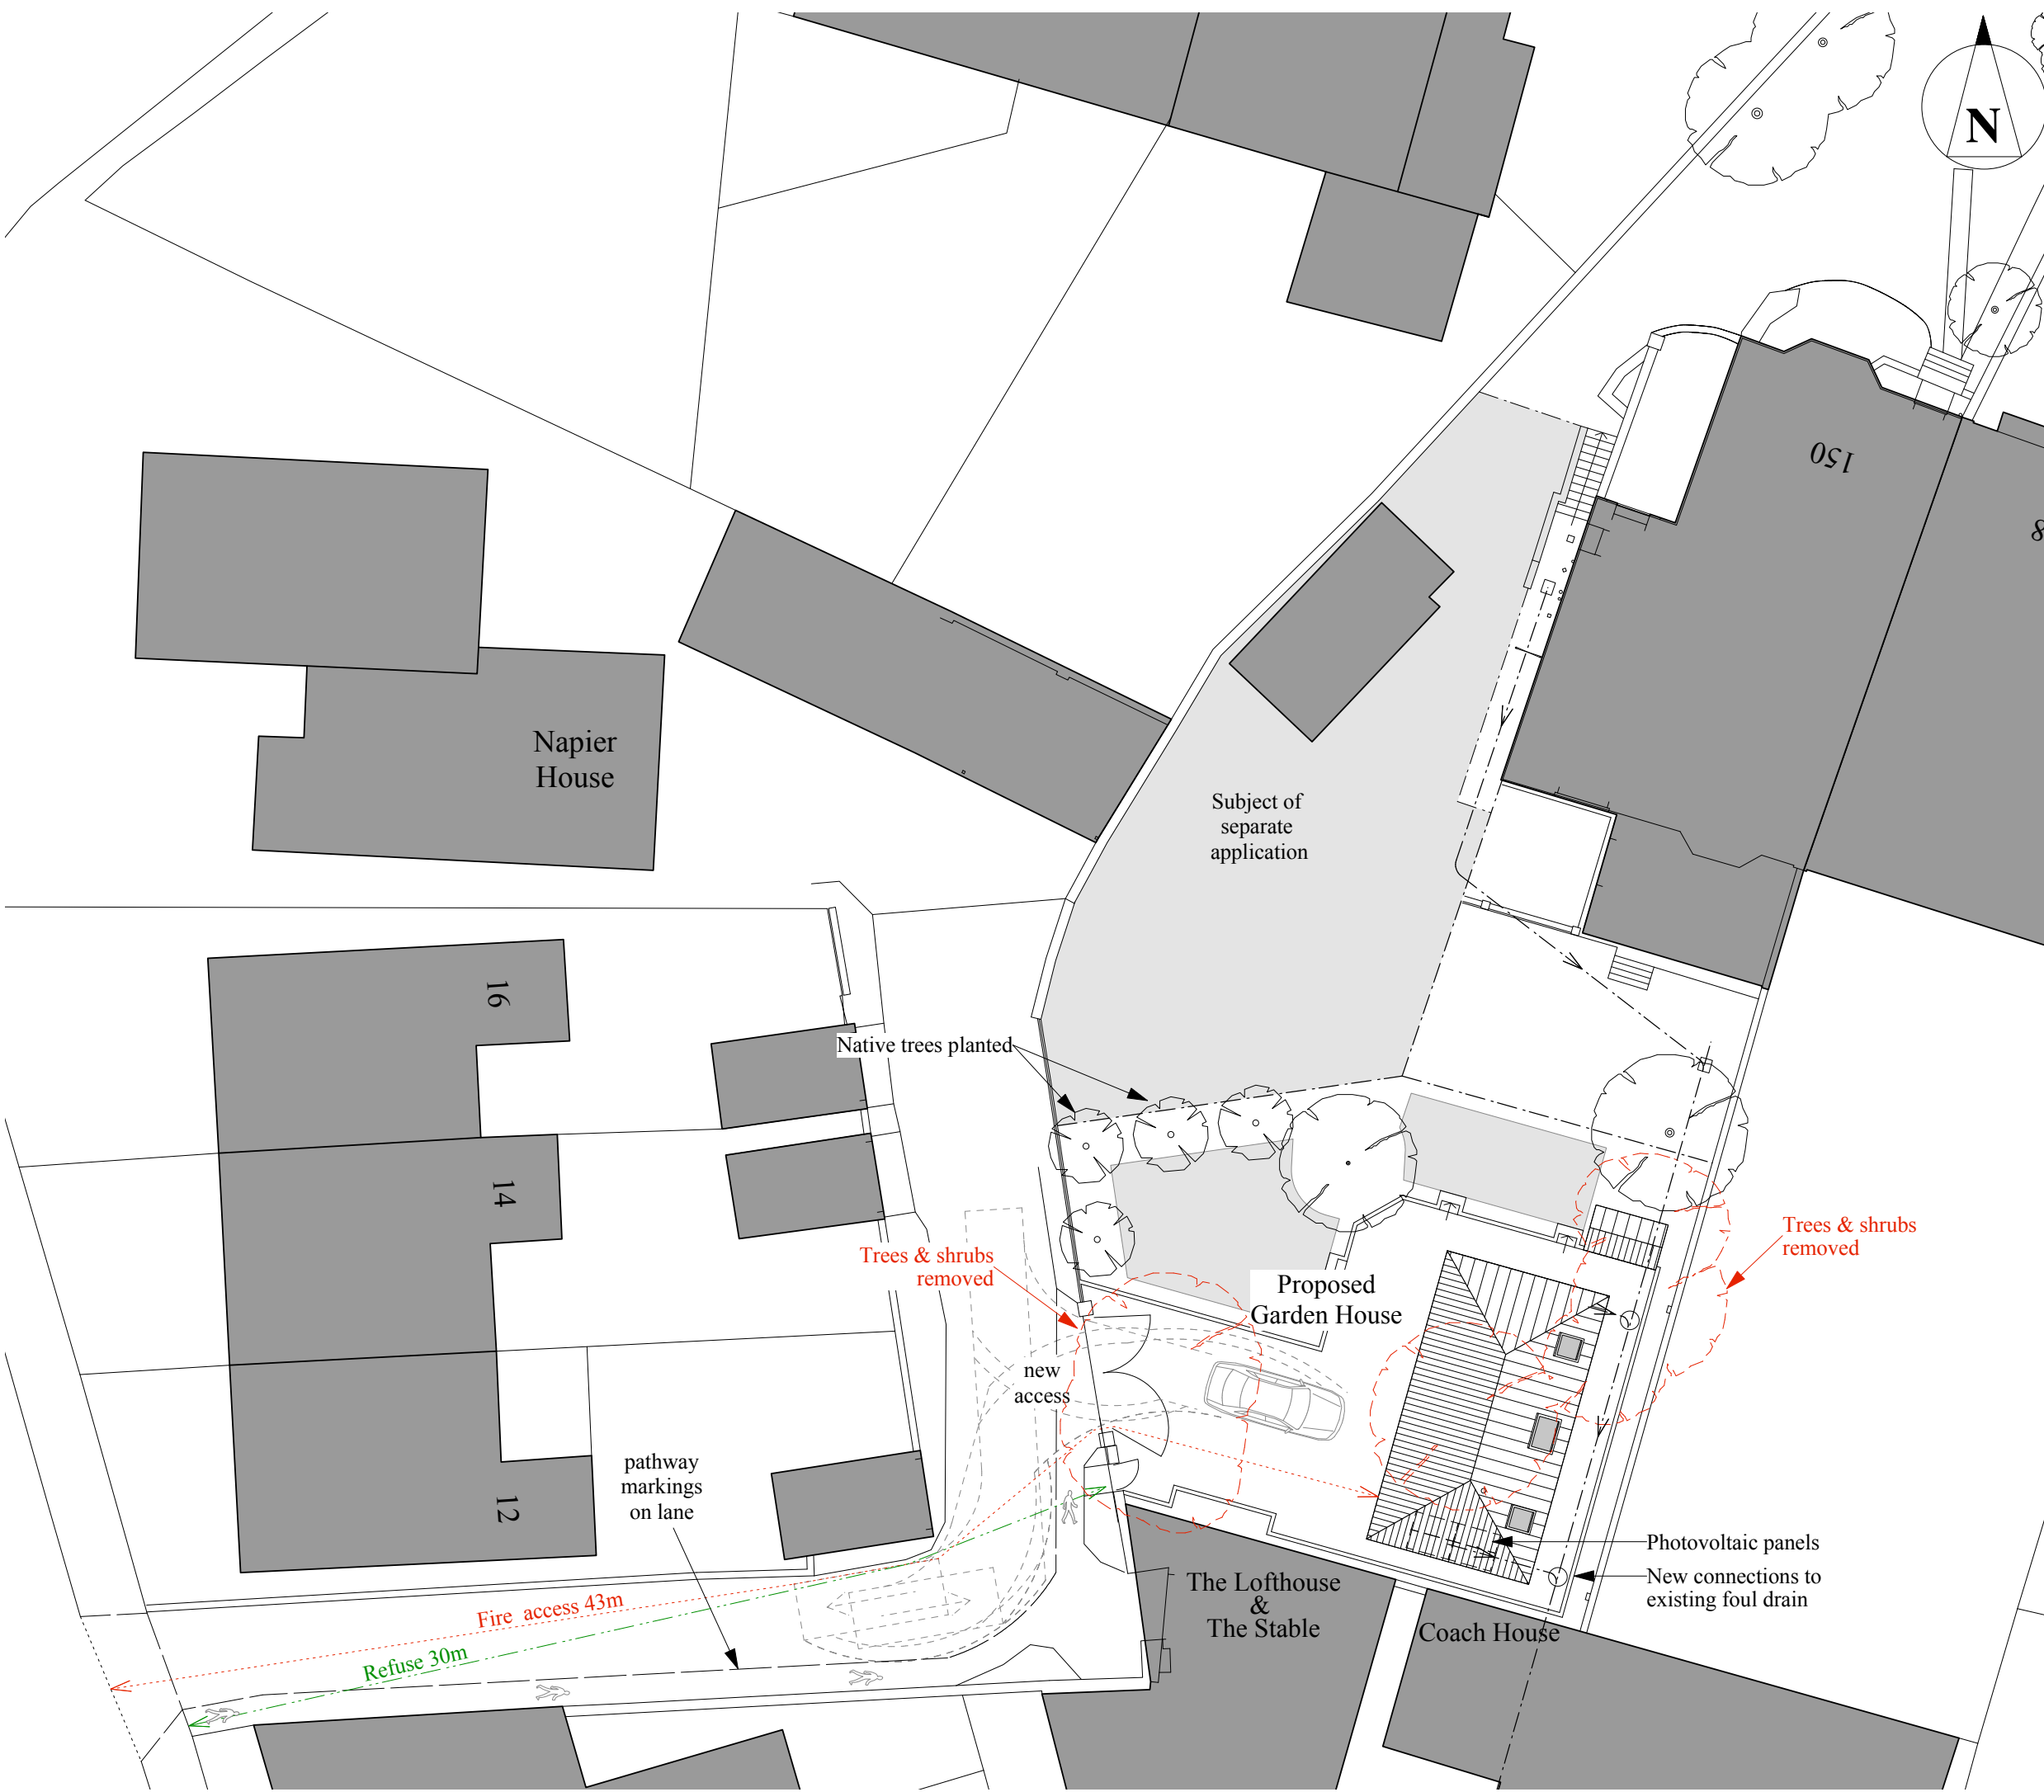 N
150
8
Napier
House
Subject of
separate
application
16
Native trees planted
14
Trees & shrubs
removed
Trees & shrubs
removed
Proposed
Garden House
new
access
pathway
markings
on lane
12
Photovoltaic panels
New connections to
existing foul drain
The Lofthouse
&
The Stable
Coach House
Fire access 43m
Refuse 30m